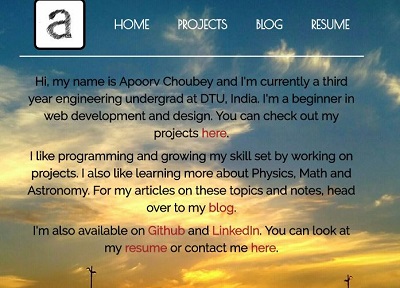 a
HOME PROJECTS BLOG RESUME
Hi, my name is Apoorv Choubey and I'm currently a third
year engineering undergrad at DTU, India. I'm a beginner in
web development and design. You can check out my
projects here.
I like programming and growing my skill set by working on
projects. I also like learning more about Physics, Math and
Astronomy. For my articles on these topics and notes, head
over to my blog.
I'm also available on Github and LinkedIn. You can look at
my resume or contact me here.